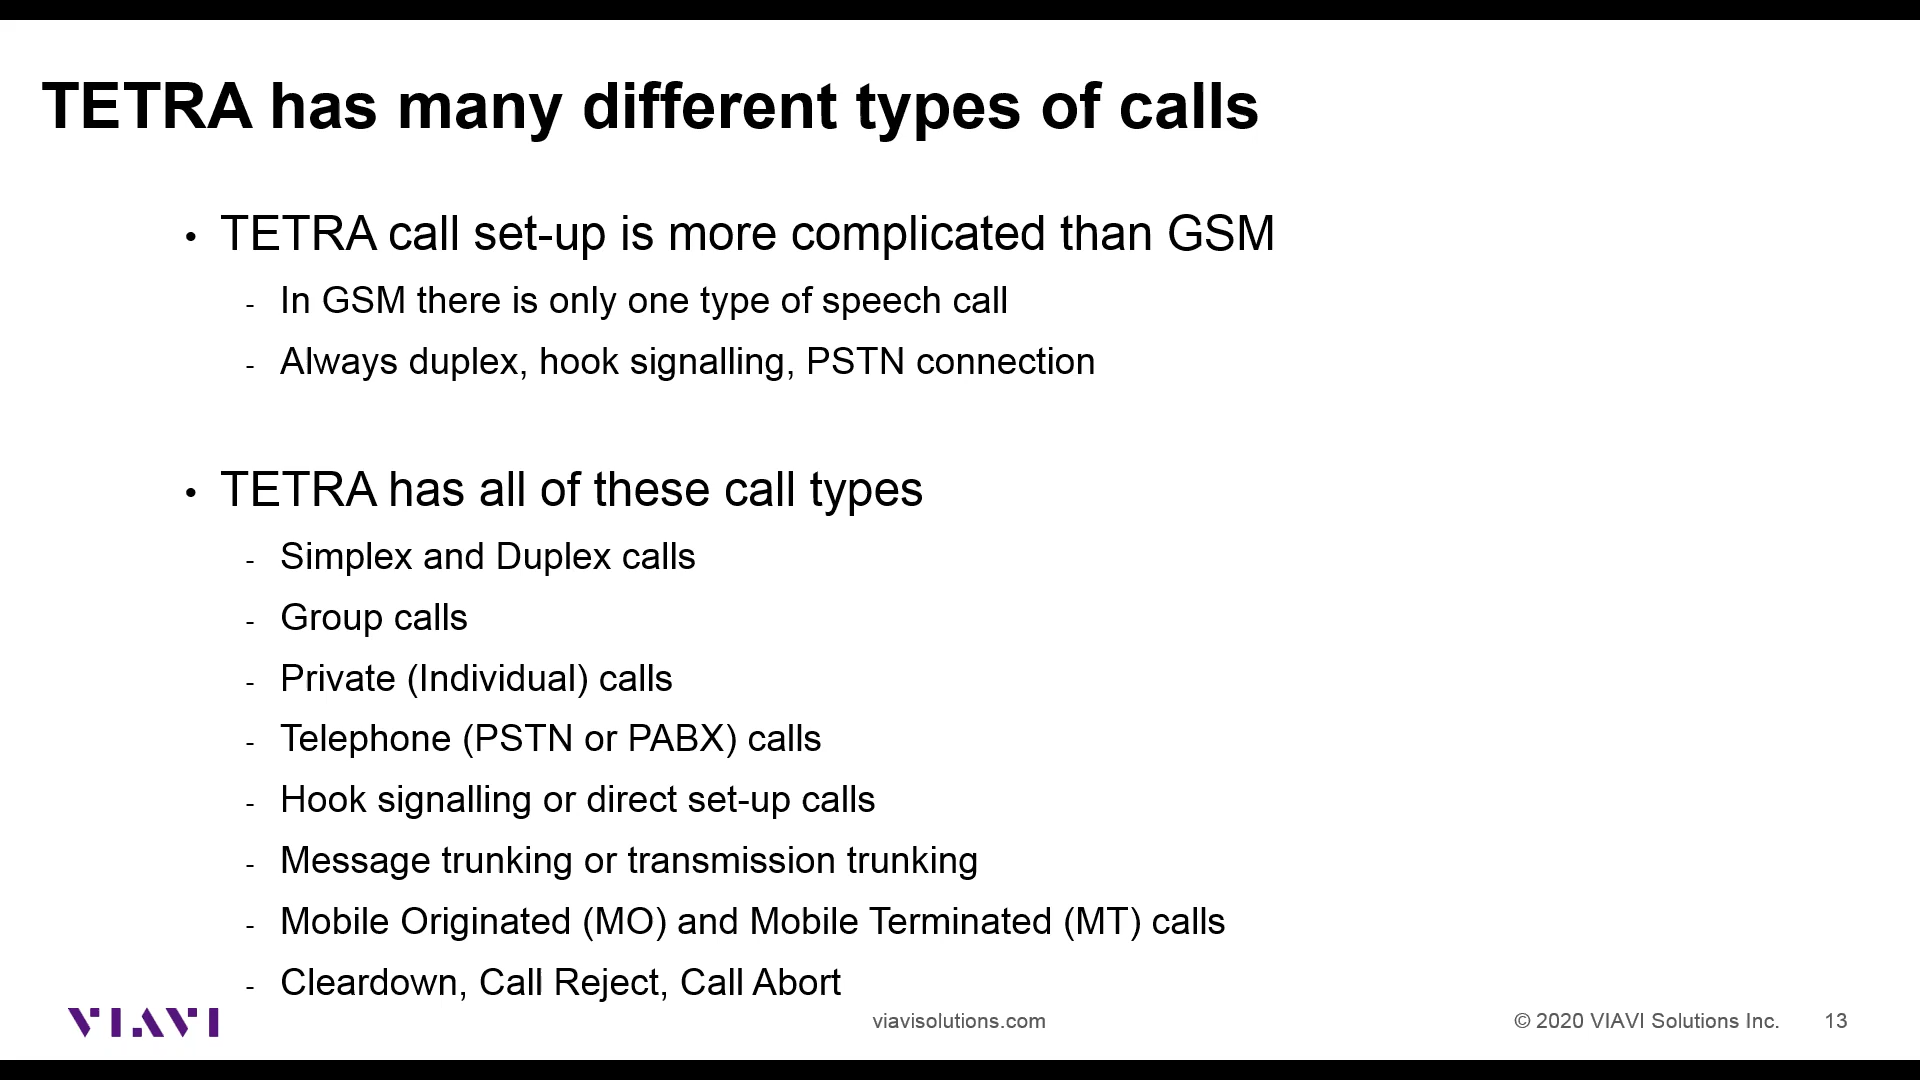 TETRA has many different types of calls
• TETRA call set-up is more complicated than GSM
- In GSM there is only one type of speech call
- Always duplex, hook signalling, PSTN connection
• TETRA has all of these call types
- Simplex and Duplex calls
- Group calls
- Private (Individual) calls
- Telephone (PSTN or PABX) calls
- Hook signalling or direct set-up calls
- Message trunking or transmission trunking
- Mobile Originated (MO) and Mobile Terminated (MT) calls
- Cleardown, Call Reject, Call Abort
VIAVI viavisolutions.com © 2020 VIAVI Solutions Inc. 13